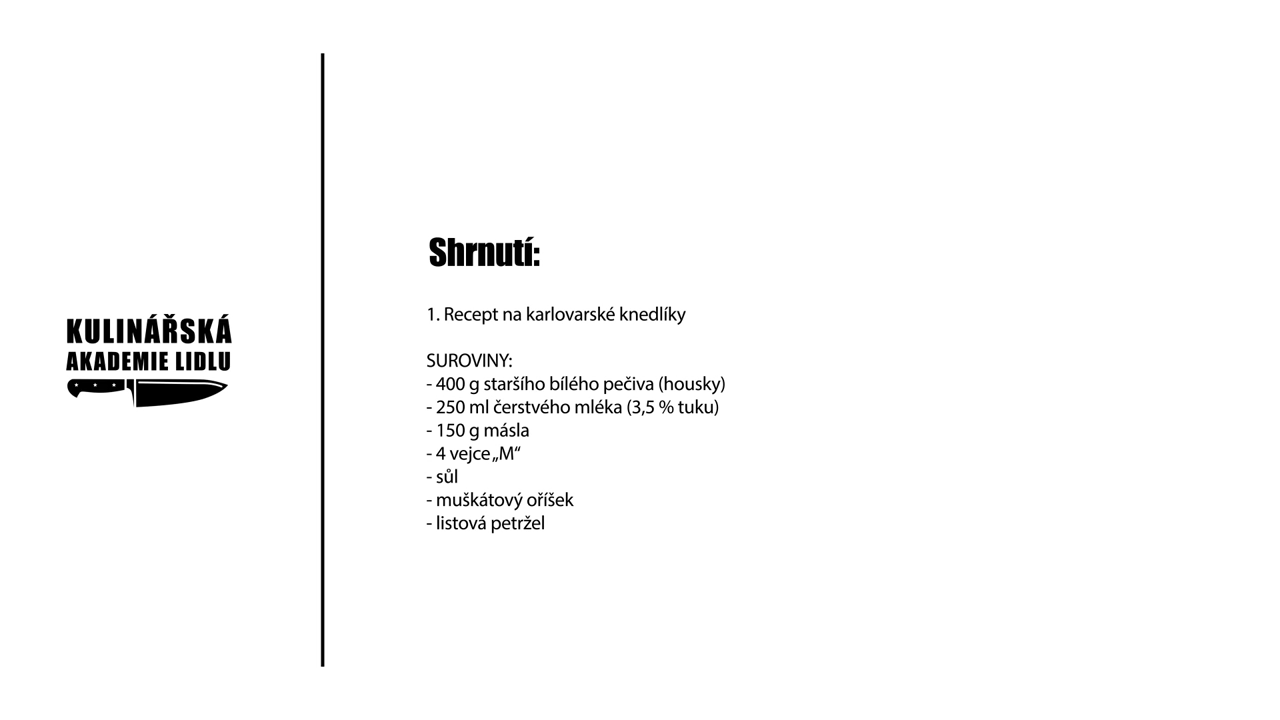 KULINÁŘSKÁ
AKADEMIE LIDLU
Shrnutí:
1. Recept na karlovarské knedlíky
SUROVINY:
- 400 g staršího bílého pečiva (housky)
- 250 ml čerstvého mléka (3,5 % tuku)
- 150 g másla
- 4 vejce „M“
- sůl
- muškátový oříšek
- listová petržel